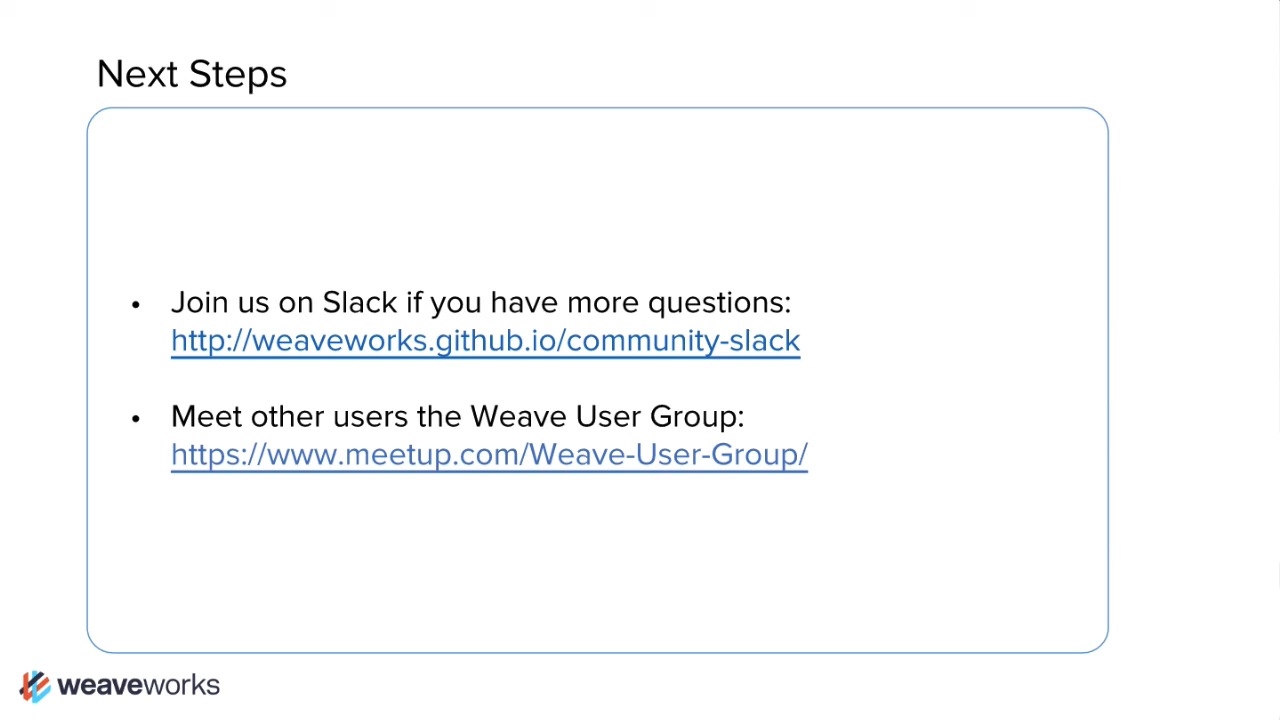 Next Steps
• Join us on Slack if you have more questions:
http://weaveworks.github.io/community-slack
• Meet other users the Weave User Group:
https://www.meetup.com/Weave-User-Group/
weaveworks